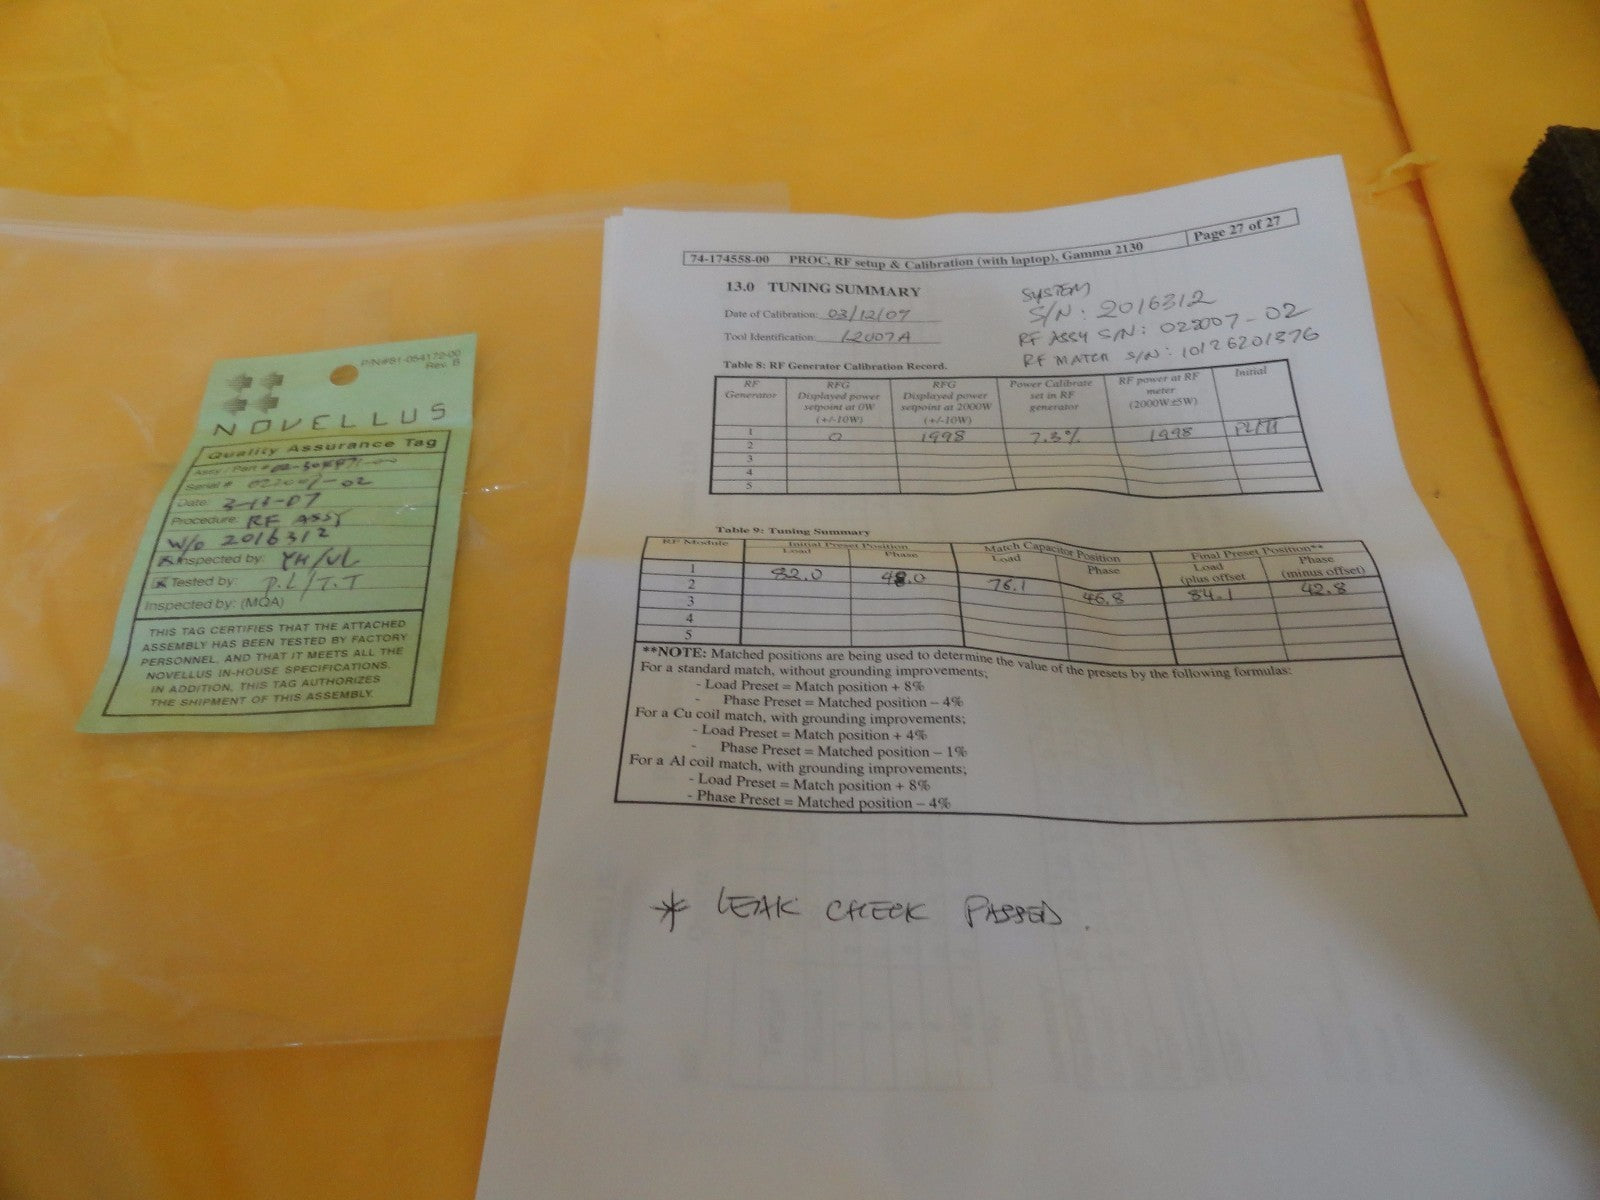 P/N#81-054172-00
Rev. B
NOVELLUS
Quality Assurance Tag
Assy / Part #
Serial # 022007-02
Date: 3-13-07
Procedure: RF ASSY
W/O 2016312
Inspected by: YH/VL
Tested by: P.L/T.T
Inspected by: (MQA)
THIS TAG CERTIFIES THAT THE ATTACHED
ASSEMBLY HAS BEEN TESTED BY FACTORY
PERSONNEL, AND THAT IT MEETS ALL THE
NOVELLUS IN-HOUSE SPECIFICATIONS.
IN ADDITION, THIS TAG AUTHORIZES
THE SHIPMENT OF THIS ASSEMBLY.
74-174558-00 PROC, RF setup & Calibration (with laptop), Gamma 2130 Page 27 of 27
13.0 TUNING SUMMARY
Date of Calibration: 03/12/07
Tool Identification: L2007A
SYSTEM
S/N: 2016312
RF ASSY S/N: 022007-02
RF MATCH S/N: 10126201376
Table 8: RF Generator Calibration Record.
RF Generator RFG Displayed power setpoint at 0W (+/-10W) RFG Displayed power setpoint at 2000W (+/-10W) Power Calibrate set in RF generator RF power at RF meter (2000W±5W) Initial
1 0 1998 7.3% 1998 PL/TT
2
3
4
5
Table 9: Tuning Summary
RF Module Initial Preset Position Match Capacitor Position Final Preset Position**
Load Phase Load Phase Load (plus offset Phase (minus offset)
1 82.0 48.0 76.1 46.8 84.1 42.8
2
3
4
5
**NOTE: Matched positions are being used to determine the value of the presets by the following formulas:
For a standard match, without grounding improvements;
- Load Preset = Match position + 8%
- Phase Preset = Matched position – 4%
For a Cu coil match, with grounding improvements;
- Load Preset = Match position + 4%
- Phase Preset = Matched position – 1%
For a Al coil match, with grounding improvements;
- Load Preset = Match position + 8%
- Phase Preset = Matched position – 4%
* LEAK CHECK PASSED.